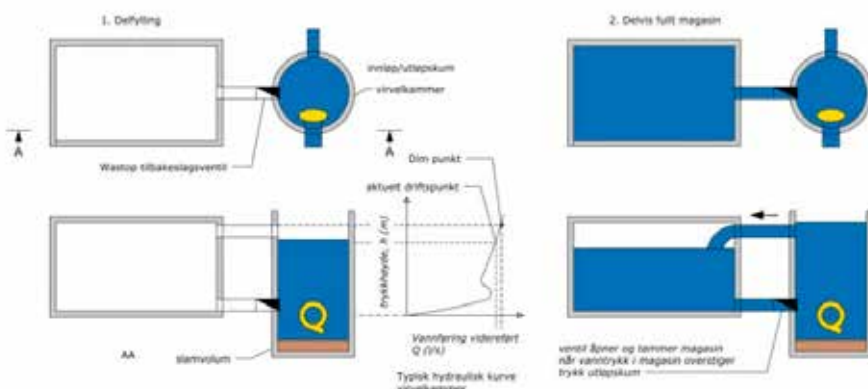 1. Delfylling
2. Delvis fullt magasin
innløp/utløpskum
virvelkammer
A
A
Wastop tilbakeslagsventil
Dim punkt
aktuelt driftspunkt
trykkhøyde, h (m)
Q
Q
AA
slamvolum
Vannføring videreført
Q (l/s)
Typisk hydraulisk kurve
virvelkammer
ventil åpner og tømmer magasin
når vanntrykk i magasin overstiger
trykk utløpskum